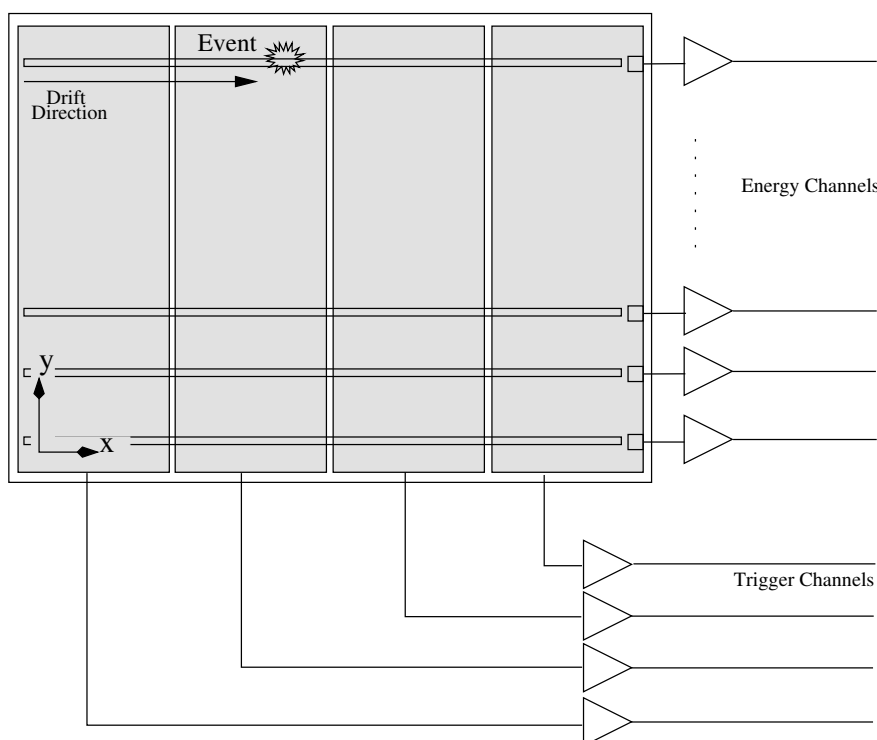 Event
Drift
Direction
Energy Channels
y
x
Trigger Channels